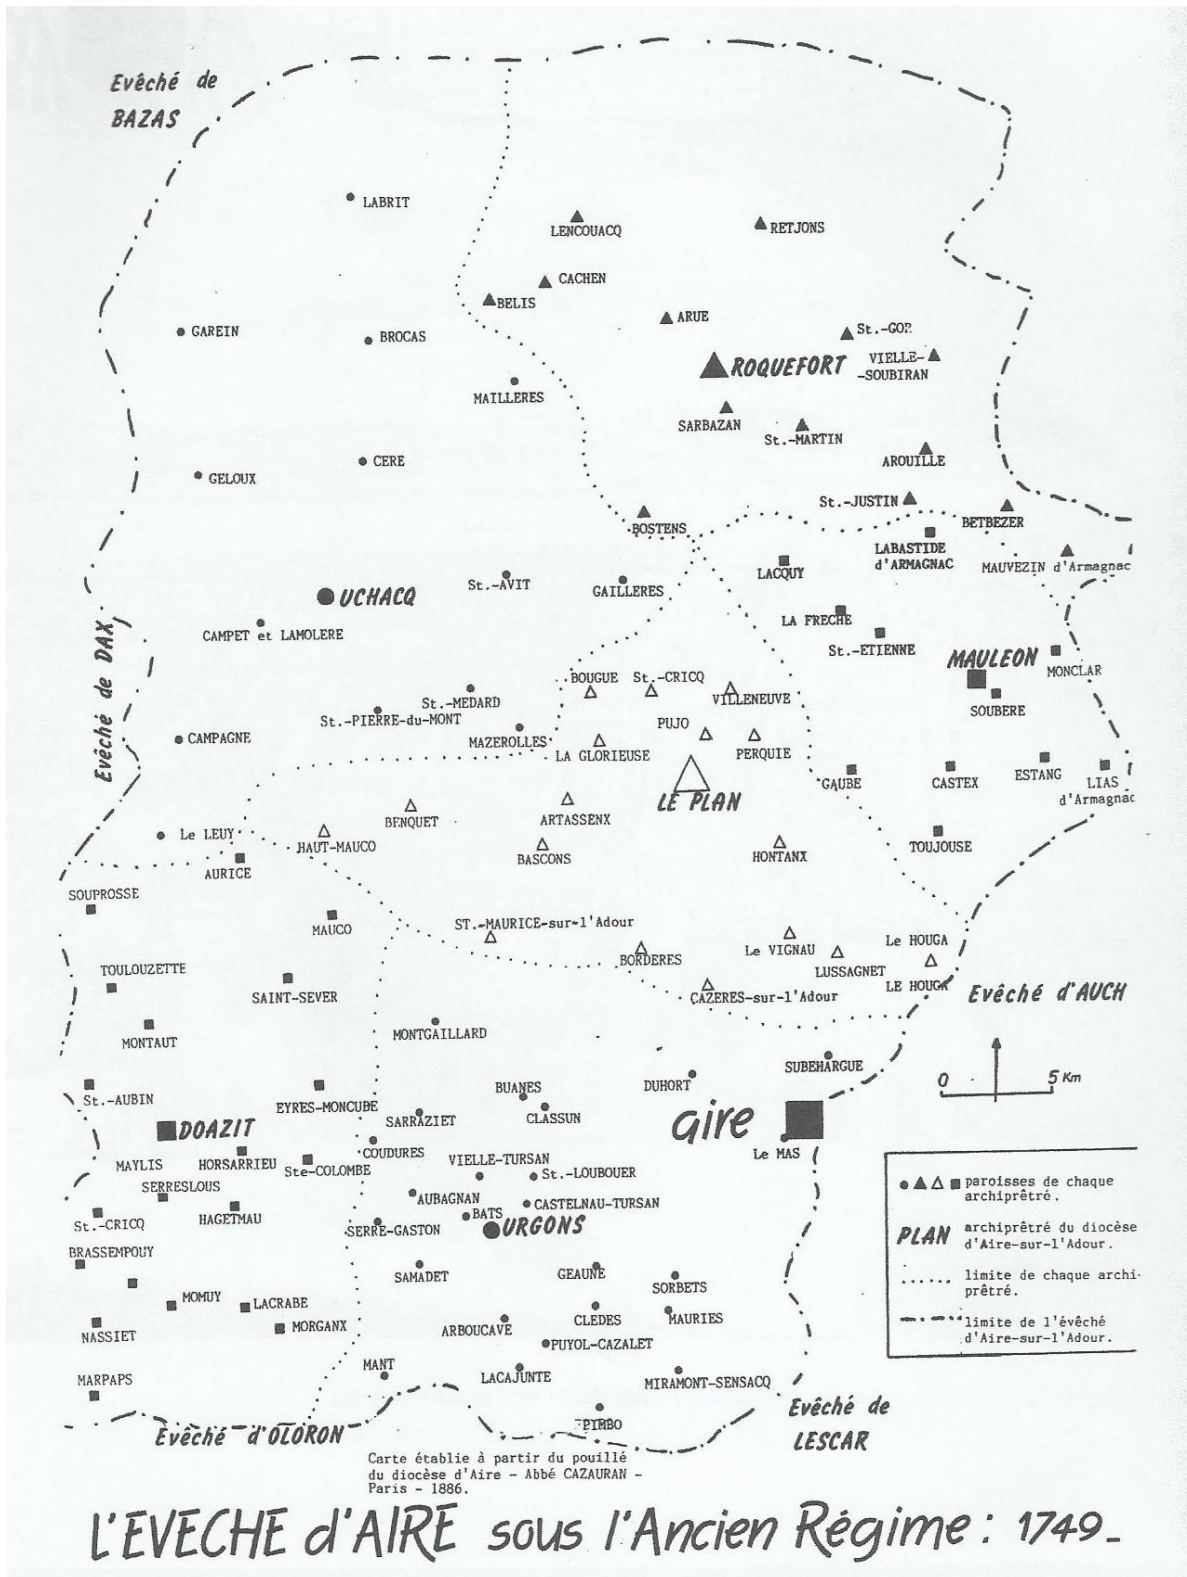 Evêché de
BAZAS
LABRIT
LENCOUACQ
RETJONS
CACHEN
BELIS
ARUE
GAREIN
BROCAS
St.-GOR
VIELLE-
-SOUBIRAN
ROQUEFORT
MAILLERES
SARBAZAN
St.-MARTIN
CERE
AROUILLE
GELOUX
St.-JUSTIN
BOSTENS
BETBEZER
LABASTIDE
d'ARMAGNAC
LACQUY
MAUVEZIN d'Armagnac
St.-AVIT
GAILLERES
UCHACQ
LA FRECHE
CAMPET et LAMOLERE
St.-ETIENNE
Evêché de DAX
MAULEON
MONCLAR
BOUGUE
St.-CRICQ
VILLENEUVE
SOUBERE
St.-MEDARD
St.-PIERRE-du-MONT
PUJO
CAMPAGNE
MAZEROLLES
LA GLORIEUSE
PERQUIE
GAUBE
CASTEX
ESTANG
LIAS
d'Armagnac
LE PLAN
BENQUET
ARTASSENX
Le LEUY
HAUT-MAUCO
BASCONS
HONTANX
TOUJOUSE
AURICE
SOUPROSSE
MAUCO
ST.-MAURICE-sur-l'Adour
BORDERES
Le VIGNAU
Le HOUGA
LUSSAGNET
LE HOUGA
TOULOUZETTE
SAINT-SEVER
CAZERES-sur-l'Adour
Evêché d'AUCH
MONTAUT
MONTGAILLARD
SUBEHARGUE
0 5 Km
St.-AUBIN
EYRES-MONCUBE
BUANES
DUHORT
CLASSUN
SARRAZIET
aire
DOAZIT
COUDURES
Le MAS
MAYLIS
HORSARRIEU
Ste-COLOMBE
VIELLE-TURSAN
St.-LOUBOUER
SERRESLOUS
AUBAGNAN
CASTELNAU-TURSAN
St.-CRICQ
HAGETMAU
BATS
SERRE-GASTON
URGONS
BRASSEMPOUY
SAMADET
GEAUNE
SORBETS
MOMUY
LACRABE
MORGANX
NASSIET
ARBOUCAVE
CLEDES
MAURIES
PUYOL-CAZALET
MARPAPS
MANT
LACAJUNTE
MIRAMONT-SENSACQ
PIMBO
Evêché d'OLORON
Evêché de
LESCAR
paroisses de chaque
archiprêtré.
PLAN
archiprêtré du diocèse
d'Aire-sur-l'Adour.
limite de chaque archi-
prêtré.
limite de l'évêché
d'Aire-sur-l'Adour.
Carte établie à partir du pouillé
du diocèse d'Aire - Abbé CAZAURAN -
Paris - 1886.
L'EVECHE d'AIRE sous l'Ancien Régime : 1749_